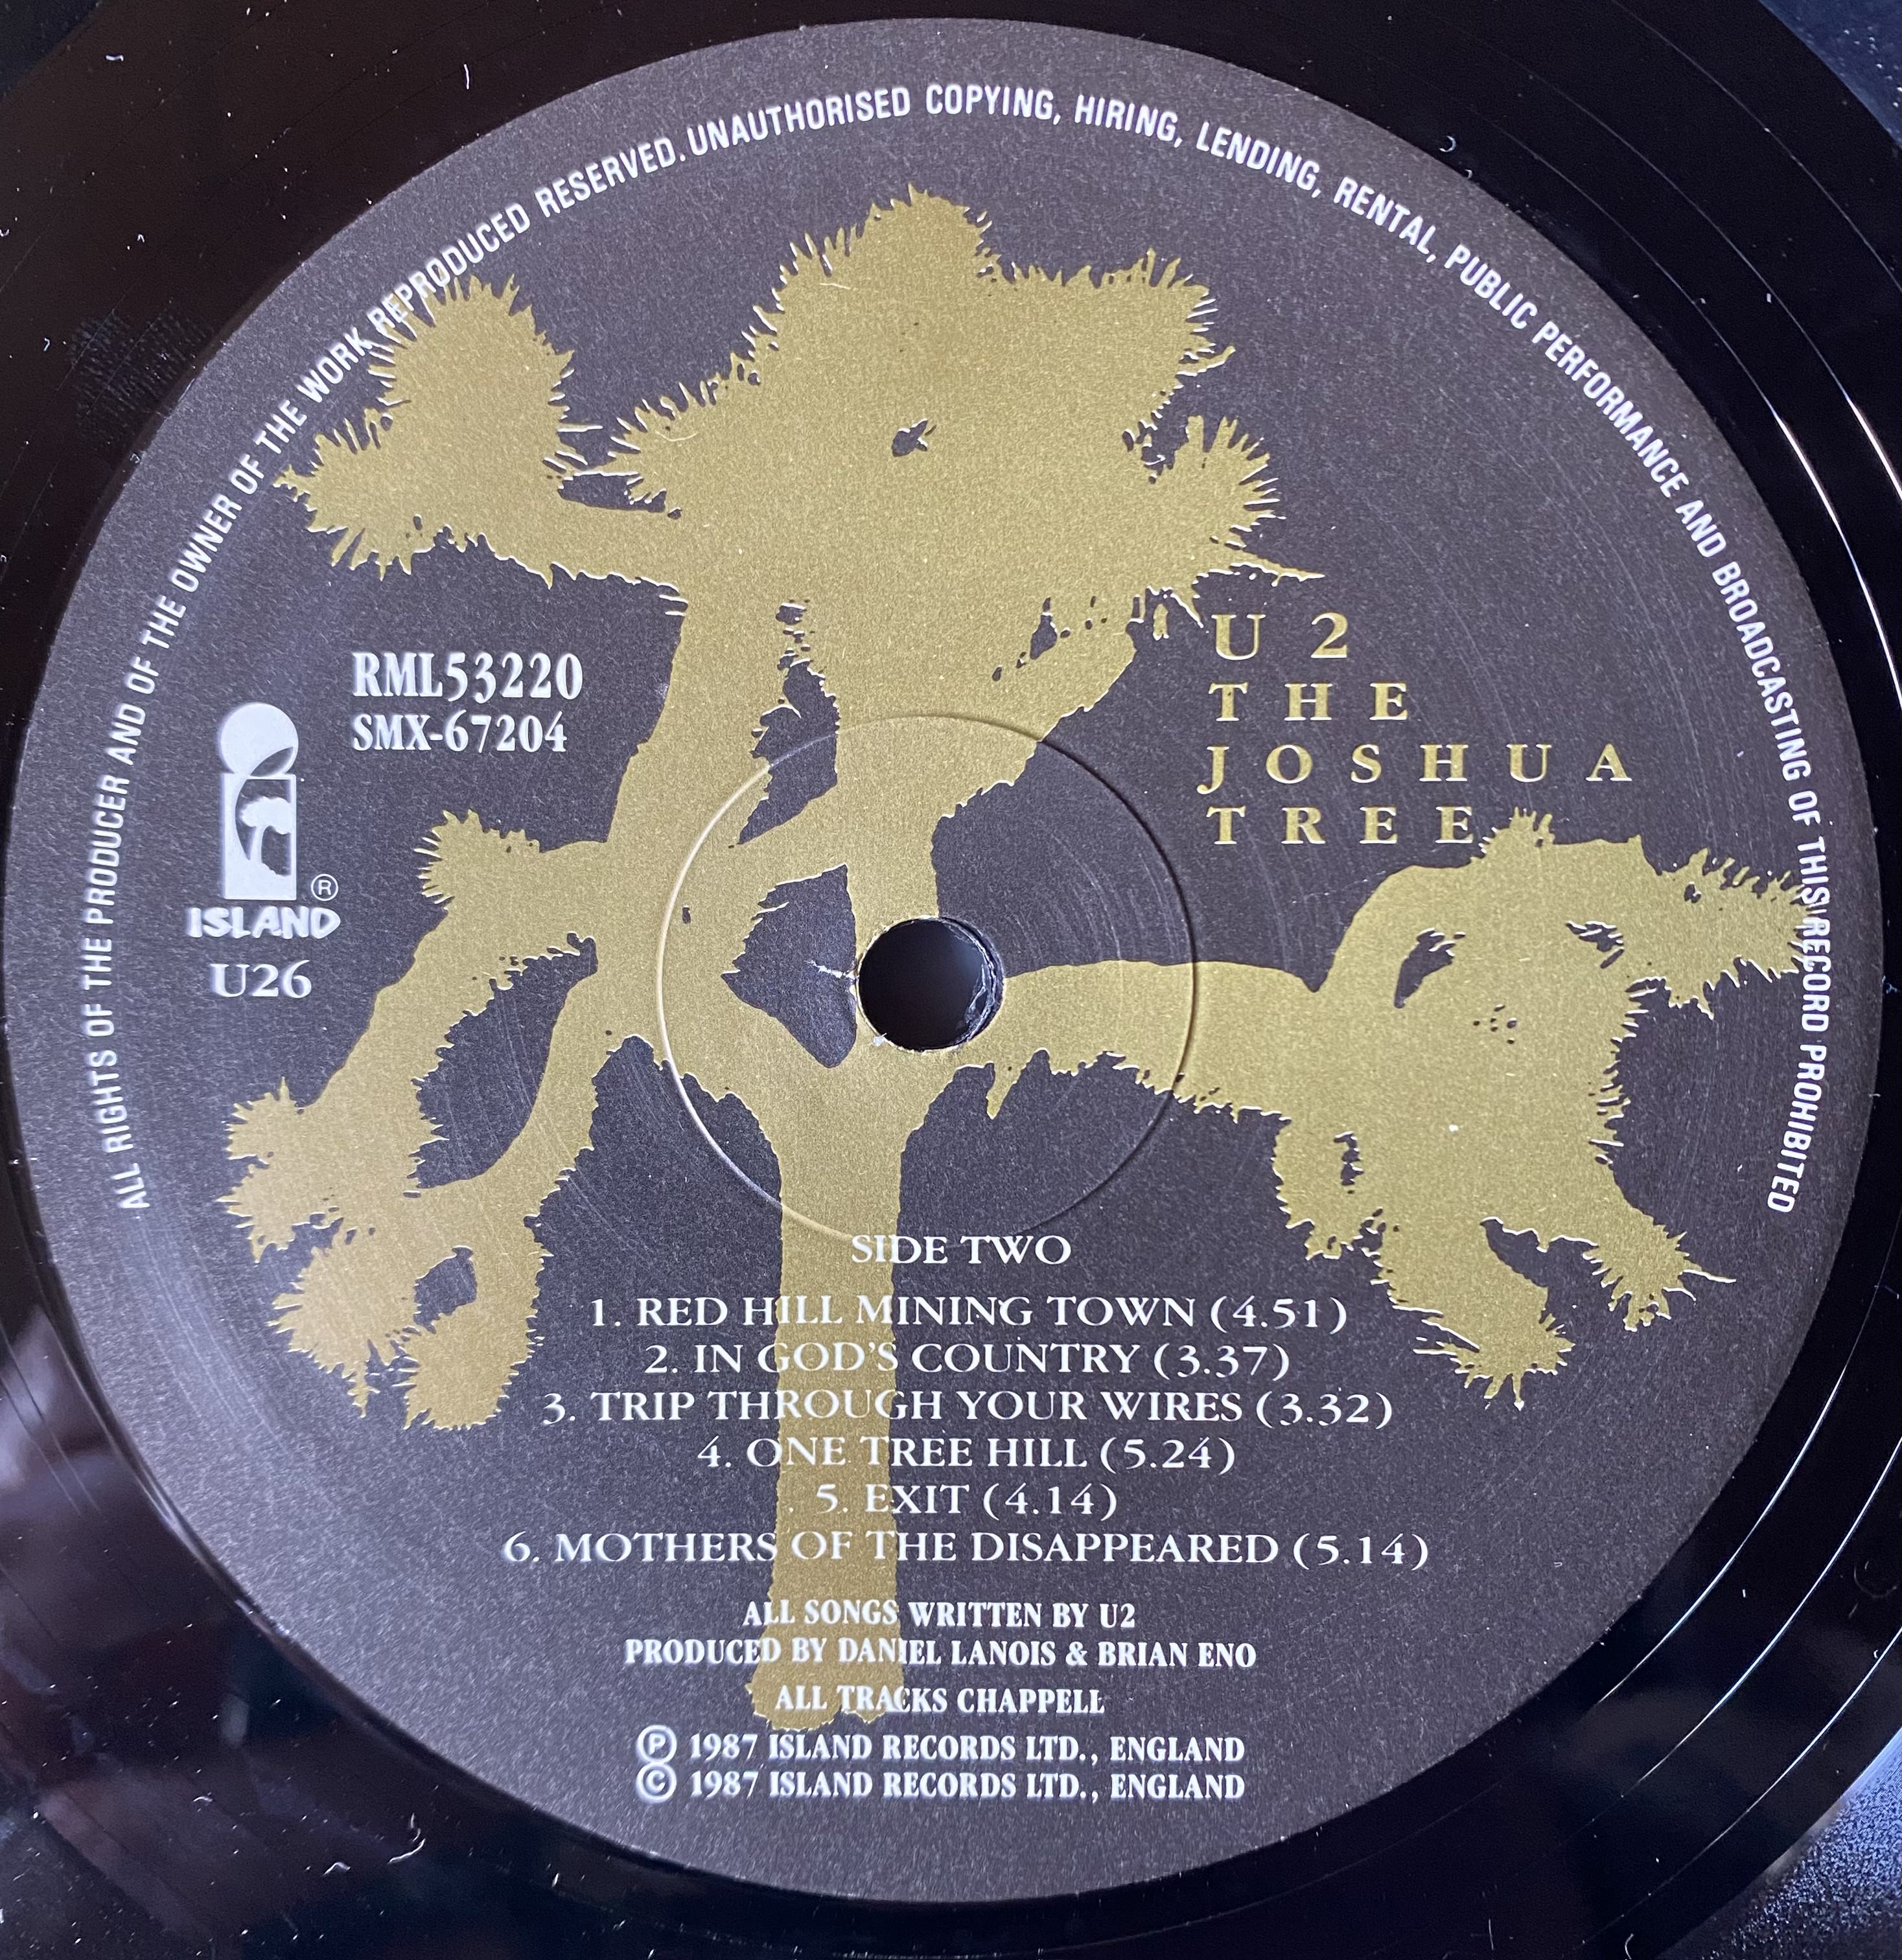 ALL RIGHTS OF THE PRODUCER AND OF THE OWNER OF THE WORK REPRODUCED RESERVED. UNAUTHORISED COPYING, HIRING, LENDING, RENTAL, PUBLIC PERFORMANCE AND BROADCASTING OF THIS RECORD PROHIBITED
U 2
THE
JOSHUA
TREE
RML53220
SMX-67204
®
ISLAND
U26
SIDE TWO
1. RED HILL MINING TOWN (4.51)
2. IN GOD'S COUNTRY (3.37)
3. TRIP THROUGH YOUR WIRES (3.32)
4. ONE TREE HILL (5.24)
5. EXIT (4.14)
6. MOTHERS OF THE DISAPPEARED (5.14)
ALL SONGS WRITTEN BY U2
PRODUCED BY DANIEL LANOIS & BRIAN ENO
ALL TRACKS CHAPPELL
Ⓟ 1987 ISLAND RECORDS LTD., ENGLAND
© 1987 ISLAND RECORDS LTD., ENGLAND